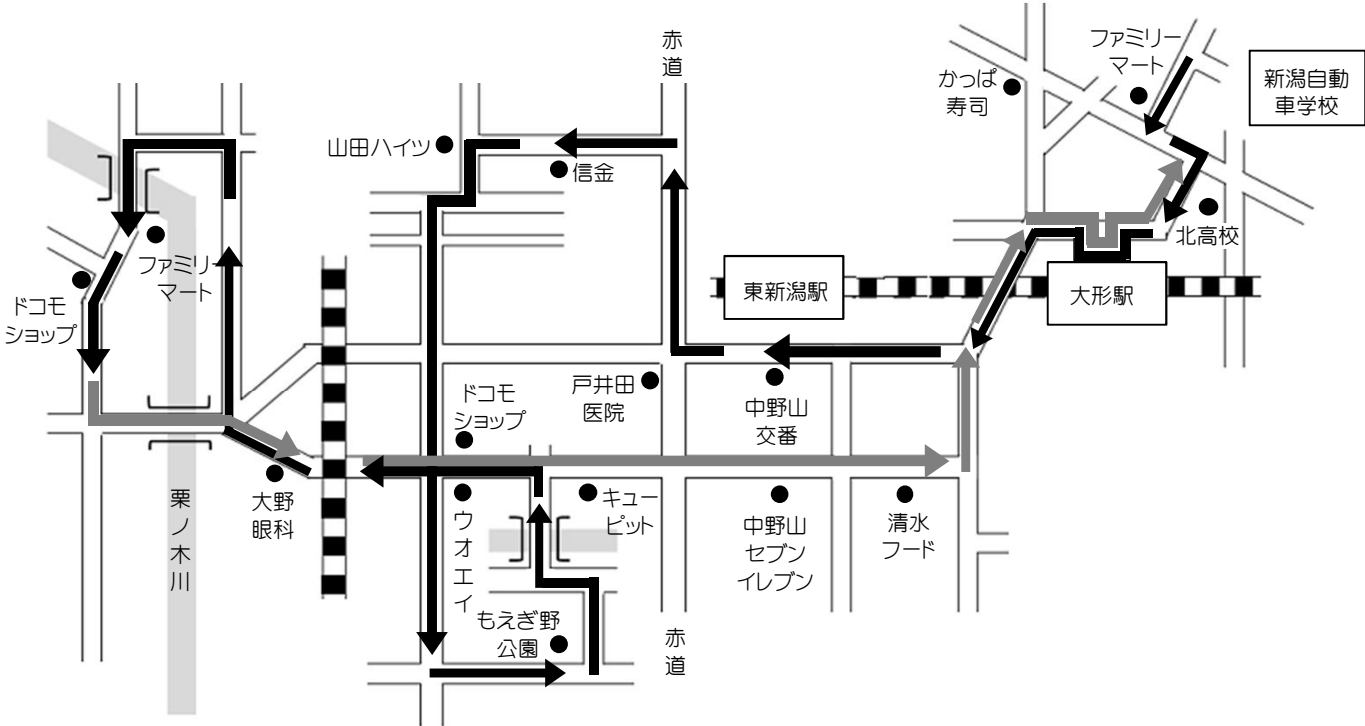 赤道
ファミリー
マート
新潟自動
車学校
かっぱ
寿司
山田ハイツ
信金
北高校
ファミリー
マート
東新潟駅
大形駅
ドコモ
ショップ
ドコモ
ショップ
戸井田
医院
中野山
交番
大野
眼科
栗ノ木川
ウオエイ
キュー
ピット
中野山
セブン
イレブン
清水
フード
もえぎ野
公園
赤道